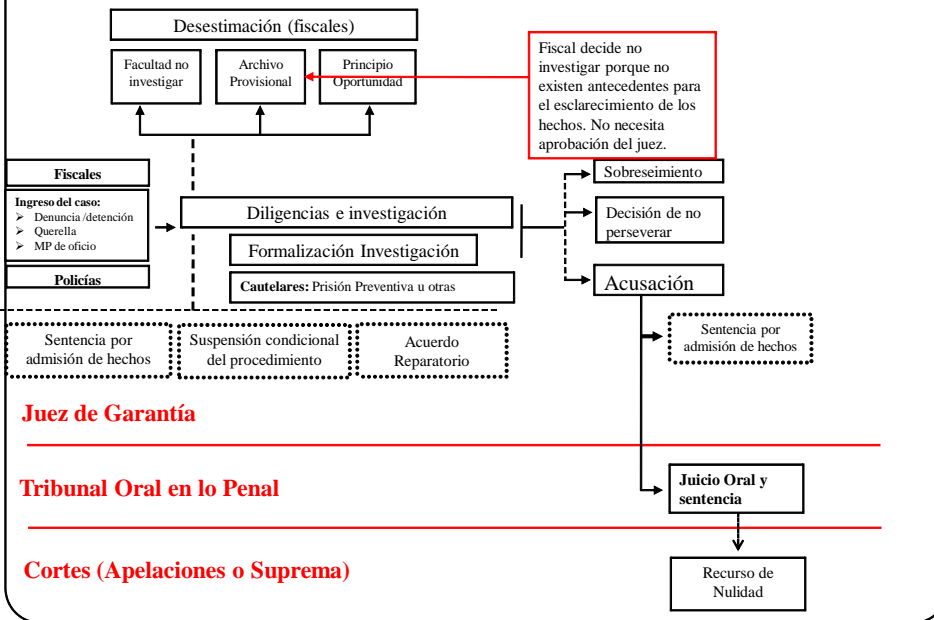 Desestimación (fiscales)
Facultad no
investigar
Archivo
Provisional
Principio
Oportunidad
Fiscal decide no
investigar porque no
existen antecedentes para
el esclarecimiento de los
hechos. No necesita
aprobación del juez.
Fiscales
Ingreso del caso:
➢ Denuncia /detención
➢ Querella
➢ MP de oficio
Policías
Diligencias e investigación
Formalización Investigación
Cautelares: Prisión Preventiva u otras
Sobreseimiento
Decisión de no
perseverar
Acusación
Sentencia por
admisión de hechos
Suspensión condicional
del procedimiento
Acuerdo
Reparatorio
Sentencia por
admisión de hechos
Juez de Garantía
Tribunal Oral en lo Penal
Juicio Oral y
sentencia
Cortes (Apelaciones o Suprema)
Recurso de
Nulidad